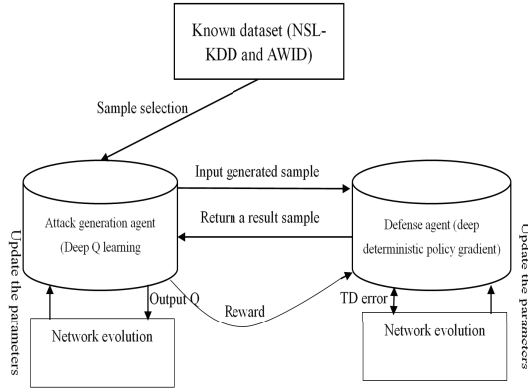 Known dataset (NSL-
KDD and AWID)
Sample selection
Input generated sample
Attack generation agent
(Deep Q learning
Return a result sample
Defense agent (deep
deterministic policy gradient)
Update the parameters
Output Q
Reward
TD error
Update the parameters
Network evolution
Network evolution